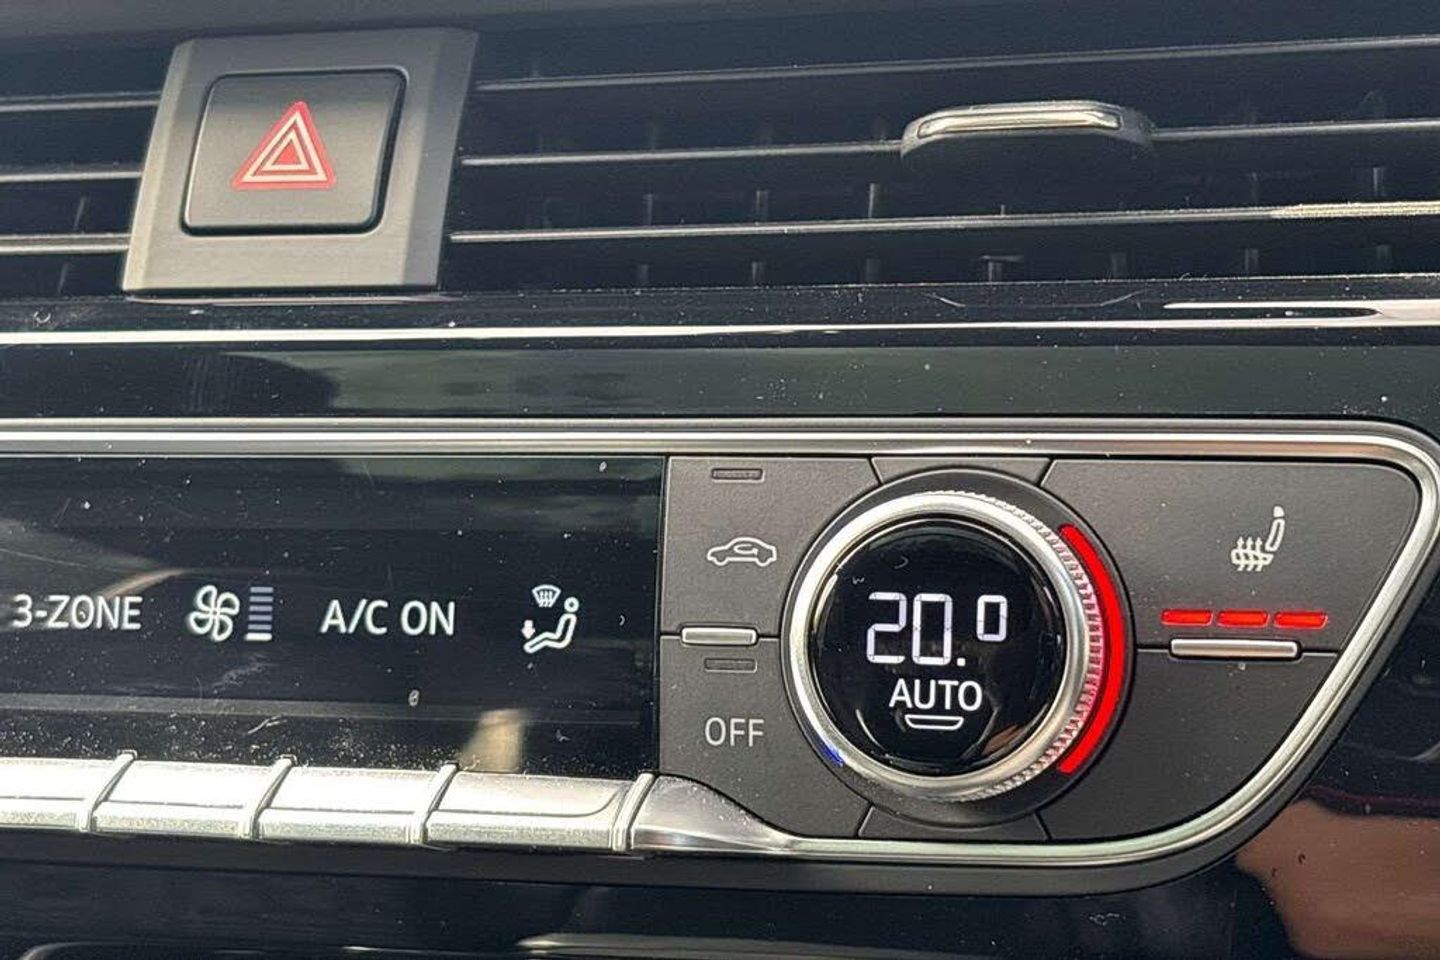 3-ZONE
A/C ON
20.0
AUTO
OFF